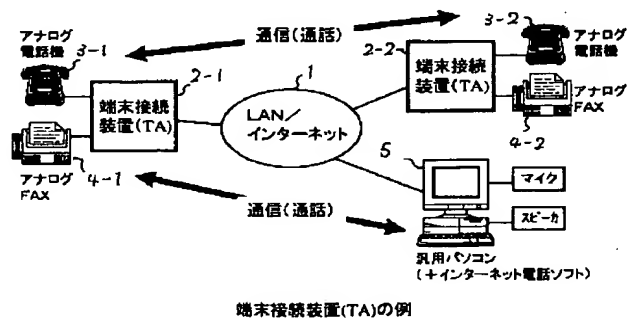 通信(通話)
3-2
アナログ
電話機
3-1
アナログ
電話機
2-2
端末接続
装置(TA)
2-1
端末接続
装置(TA)
1
LAN/
インターネット
アナログ
FAX
4-2
アナログ
FAX
4-1
通信(通話)
5
マイク
スピーカ
汎用パソコン
(+インターネット電話ソフト)
端末接続装置(TA)の例